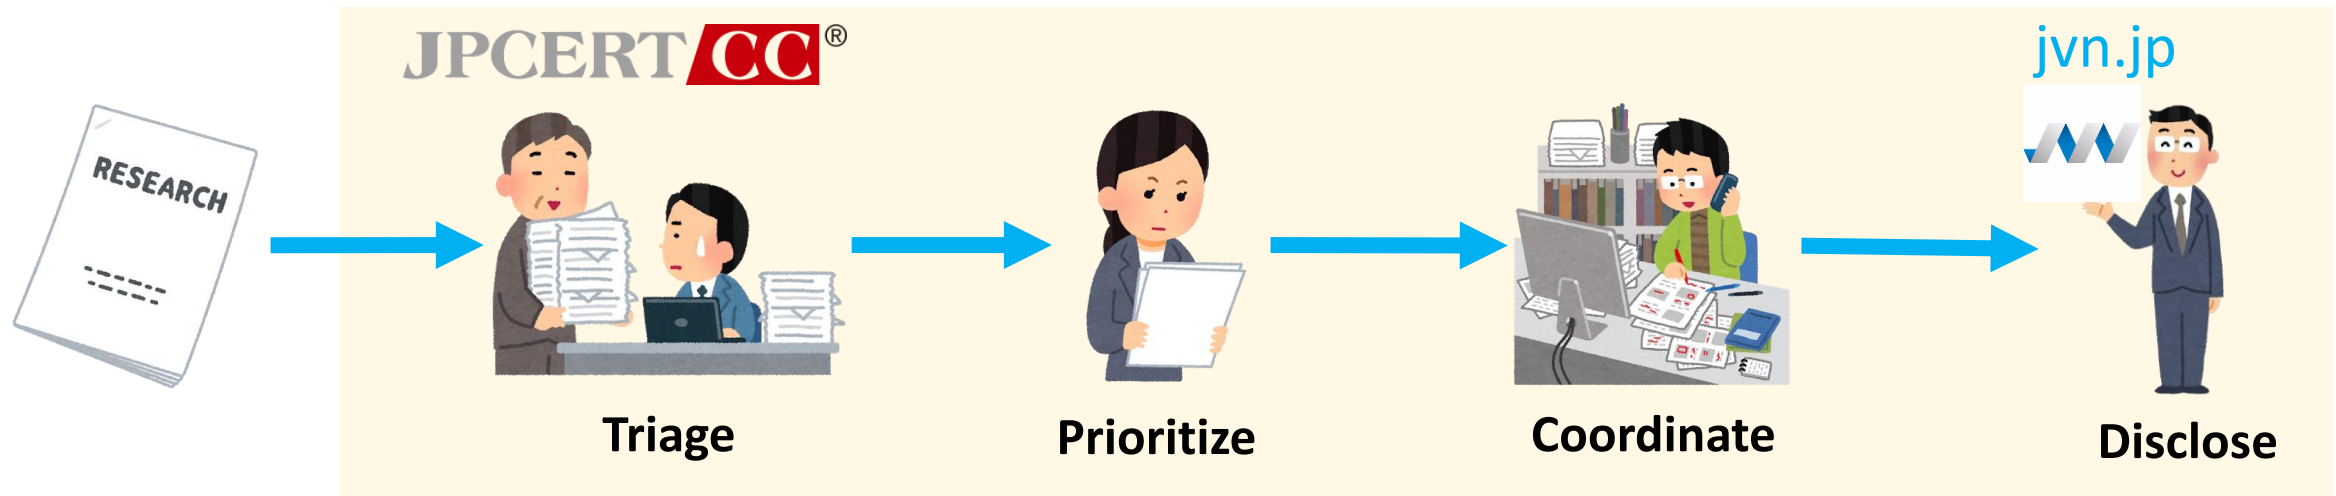 RESEARCH
JPCERT CC®
jvn.jp
Triage
Prioritize
Coordinate
Disclose